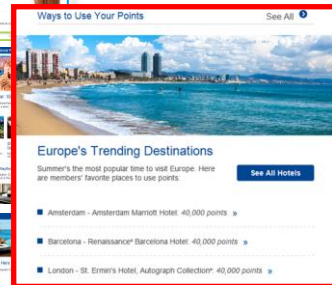 Ways to Use Your Points
See All
Europe's Trending Destinations
Summer's the most popular time to visit Europe. Here
are members' favorite places to use points.
See All Hotels
Amsterdam - Amsterdam Marriott Hotel: 40,000 points »
Barcelona - Renaissance® Barcelona Hotel: 40,000 points »
London - St. Ermin's Hotel, Autograph Collection®: 40,000 points »